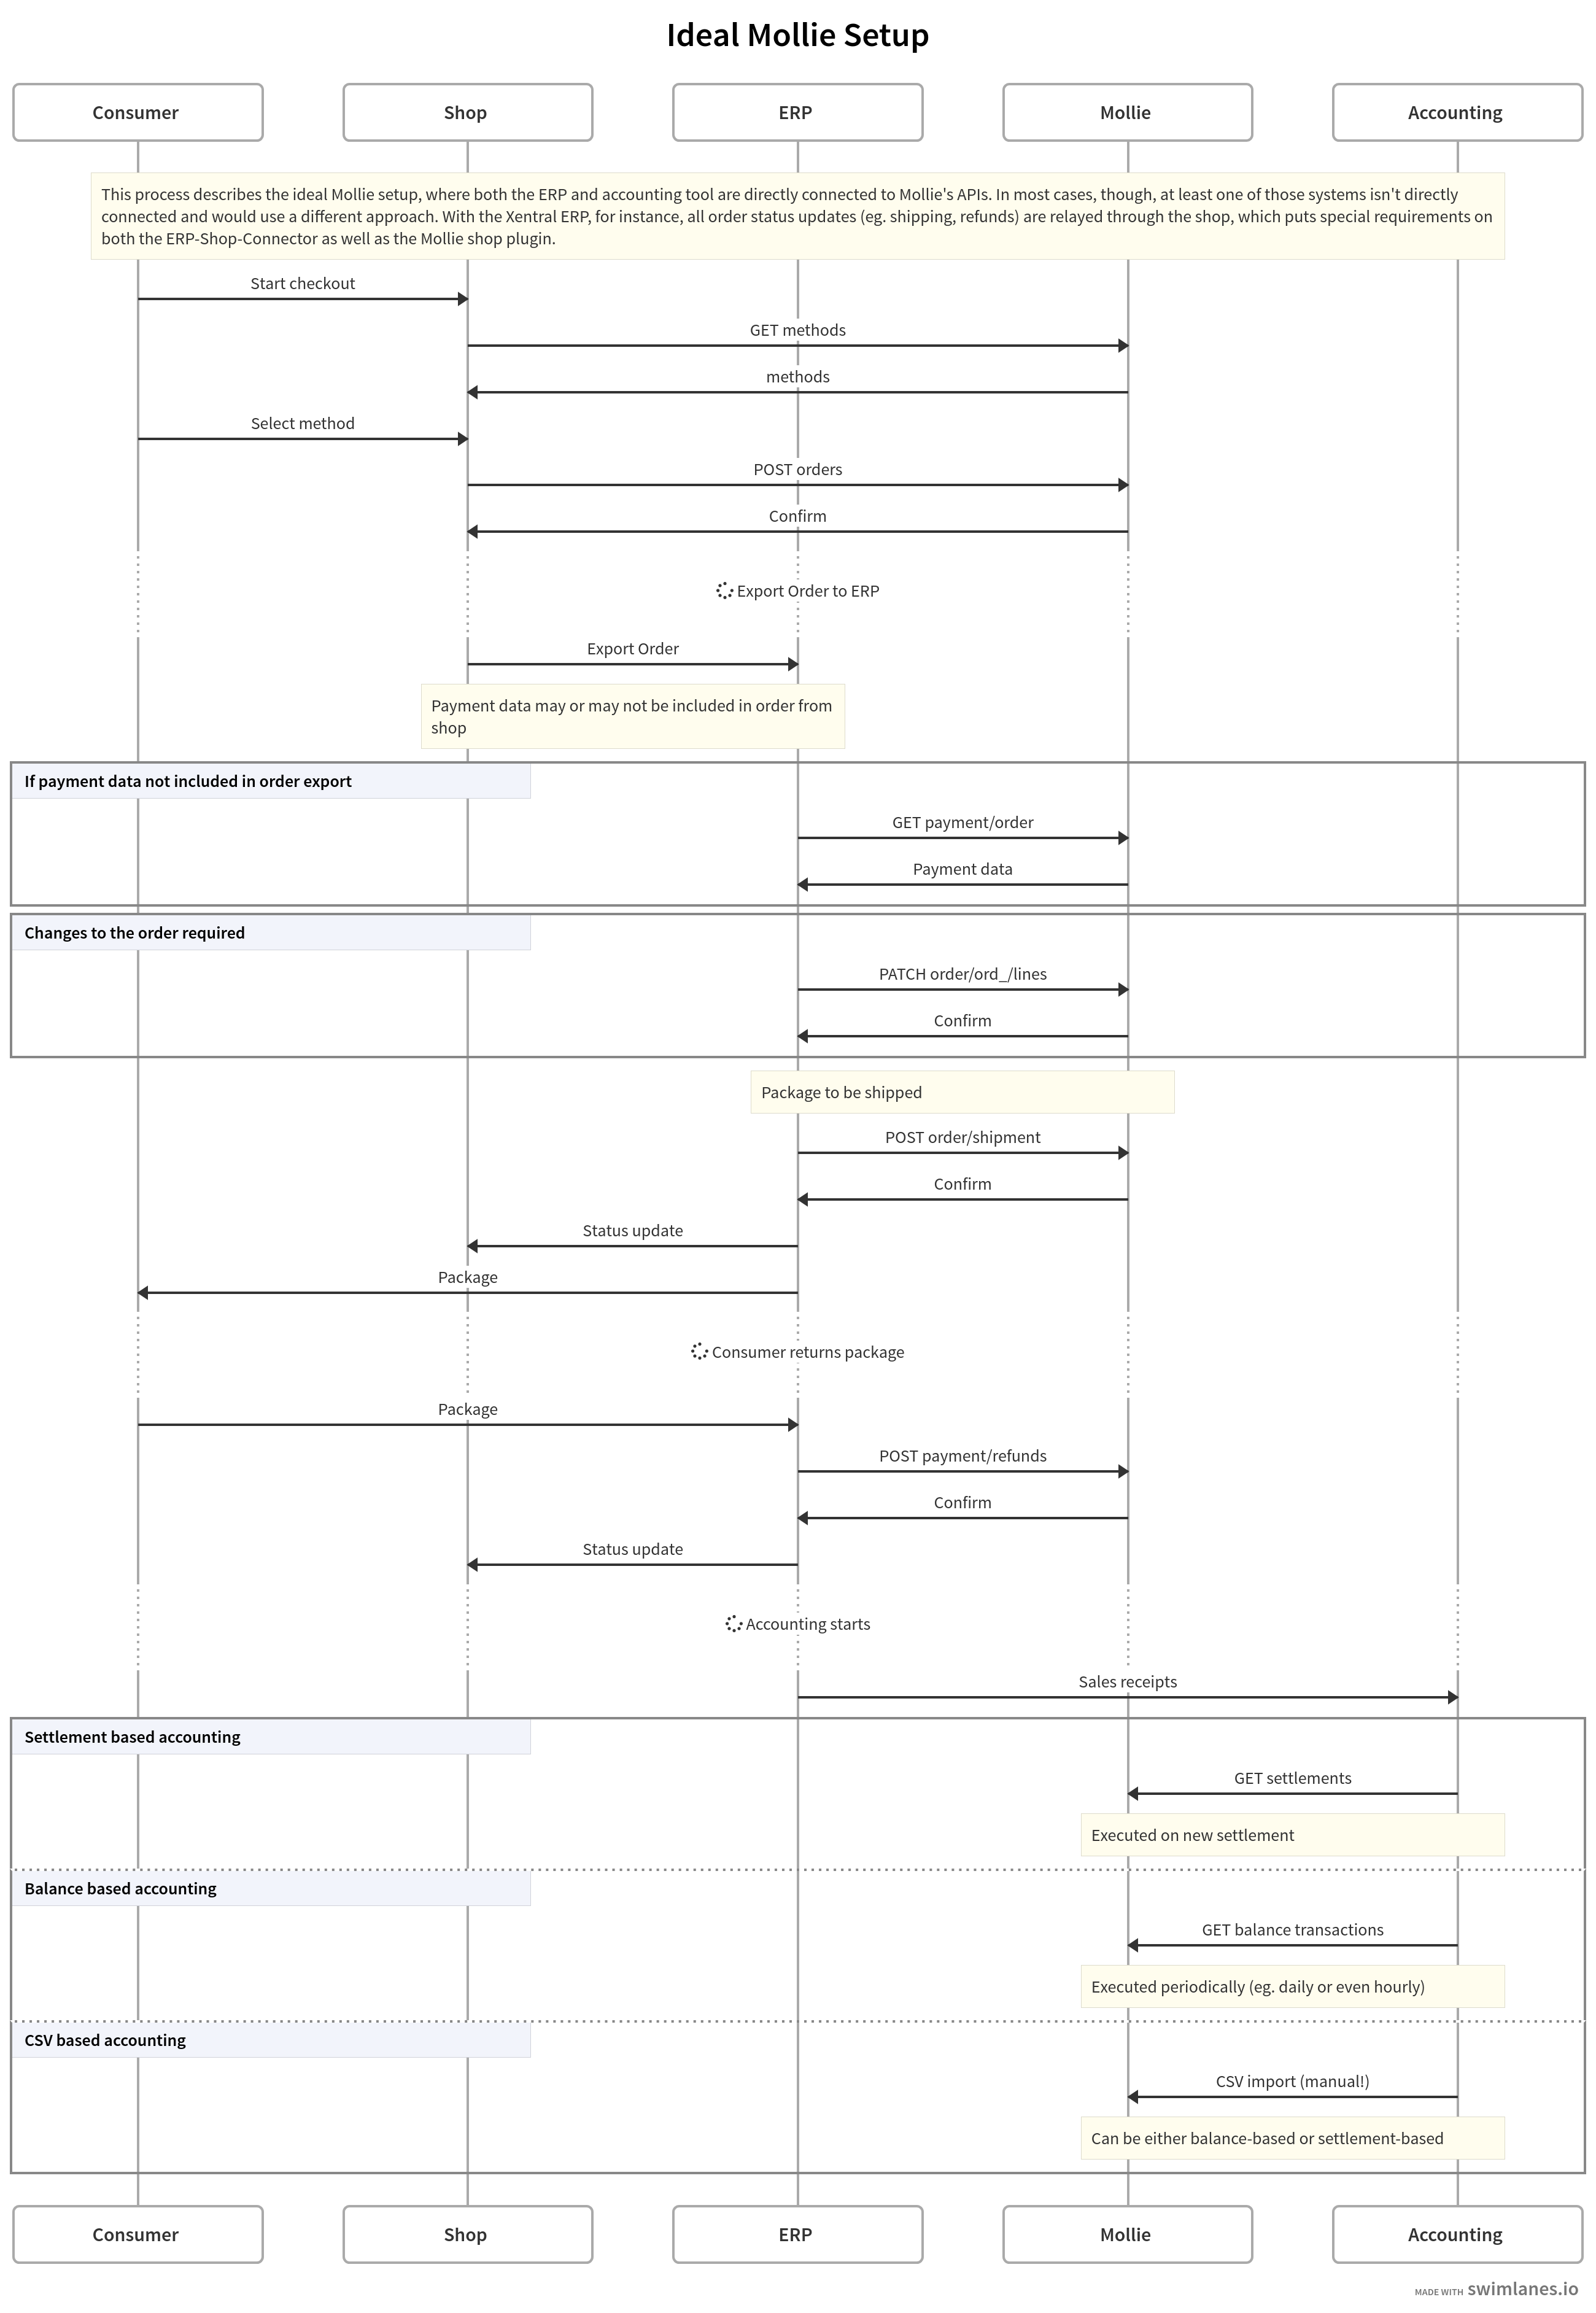 Ideal Mollie Setup
Consumer
Shop
ERP
Mollie
Accounting
This process describes the ideal Mollie setup, where both the ERP and accounting tool are directly connected to Mollie's APIs. In most cases, though, at least one of those systems isn't directly
connected and would use a different approach. With the Xentral ERP, for instance, all order status updates (eg. shipping, refunds) are relayed through the shop, which puts special requirements on
both the ERP-Shop-Connector as well as the Mollie shop plugin.
Start checkout
GET methods
methods
Select method
POST orders
Confirm
Export Order to ERP
Export Order
Payment data may or may not be included in order from
shop
If payment data not included in order export
GET payment/order
Payment data
Changes to the order required
PATCH order/ord_/lines
Confirm
Package to be shipped
POST order/shipment
Confirm
Status update
Package
Consumer returns package
Package
POST payment/refunds
Confirm
Status update
Accounting starts
Sales receipts
Settlement based accounting
GET settlements
Executed on new settlement
Balance based accounting
GET balance transactions
Executed periodically (eg. daily or even hourly)
CSV based accounting
CSV import (manual!)
Can be either balance-based or settlement-based
Consumer
Shop
ERP
Mollie
Accounting
MADE WITH swimlanes.io